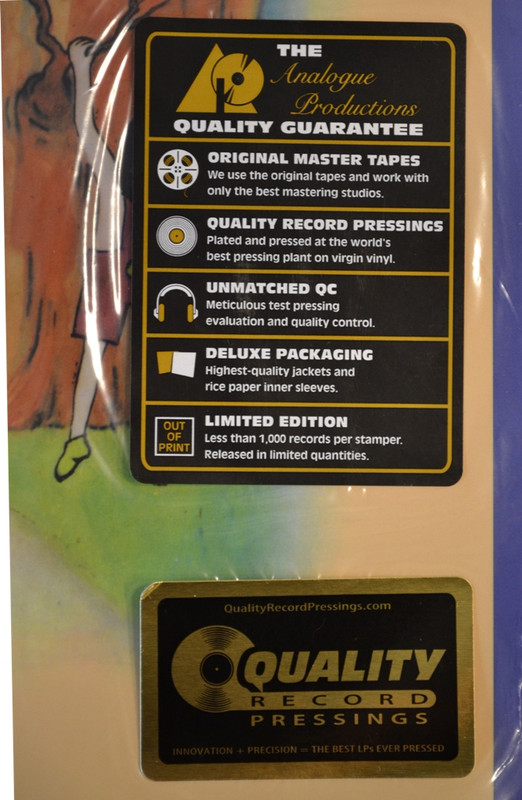 THE
Analogue
Productions
QUALITY GUARANTEE
ORIGINAL MASTER TAPES
We use the original tapes and work with
only the best mastering studios.
QUALITY RECORD PRESSINGS
Plated and pressed at the world's
best pressing plant on virgin vinyl.
UNMATCHED QC
Meticulous test pressing
evaluation and quality control.
DELUXE PACKAGING
Highest-quality jackets and
rice paper inner sleeves.
OUT
OF
PRINT
LIMITED EDITION
Less than 1,000 records per stamper.
Released in limited quantities.
QualityRecordPressings.com
QUALITY
RECORD
PRESSINGS
INNOVATION + PRECISION = THE BEST LPs EVER PRESSED